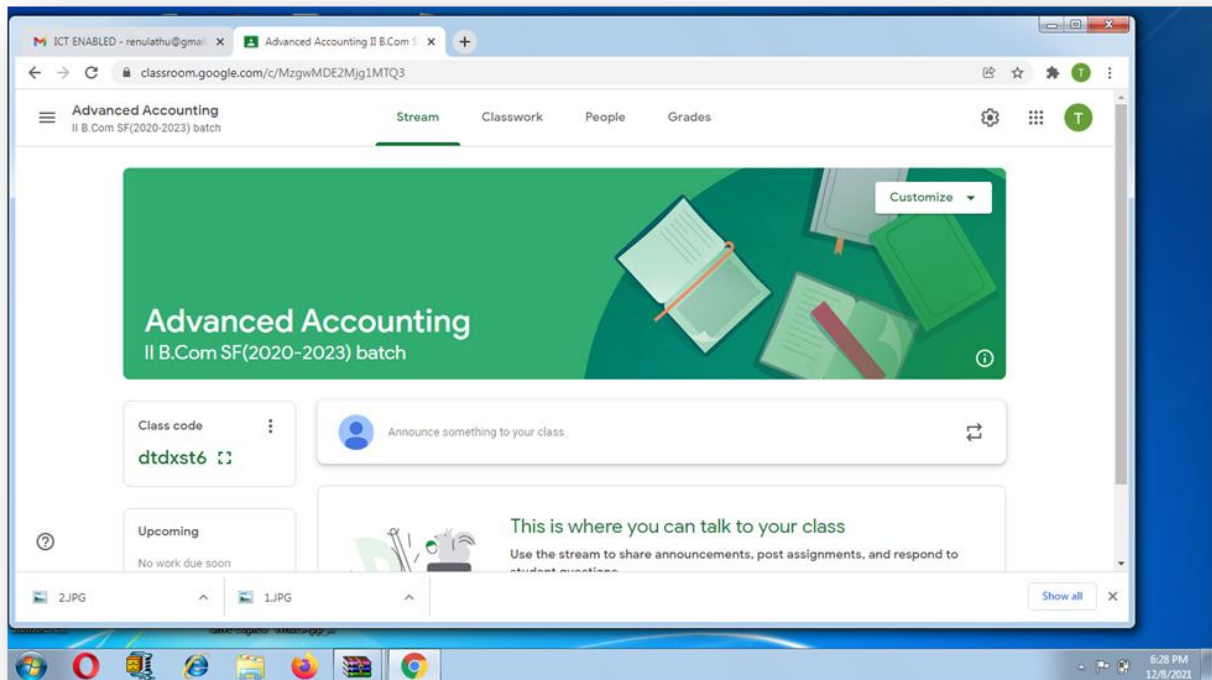 ICT ENABLED - renulathu@gmai
Advanced Accounting II B.Com S
classroom.google.com/c/MzgwMDE2Mjg1MTQ3
T
Advanced Accounting
II B.Com SF(2020-2023) batch
Stream Classwork People Grades
T
Customize
Advanced Accounting
II B.Com SF(2020-2023) batch
Class code
dtdxst6
Announce something to your class
Upcoming
No work due soon
This is where you can talk to your class
Use the stream to share announcements, post assignments, and respond to
student questions
2.JPG
1.JPG
Show all
6:28 PM
12/8/2021